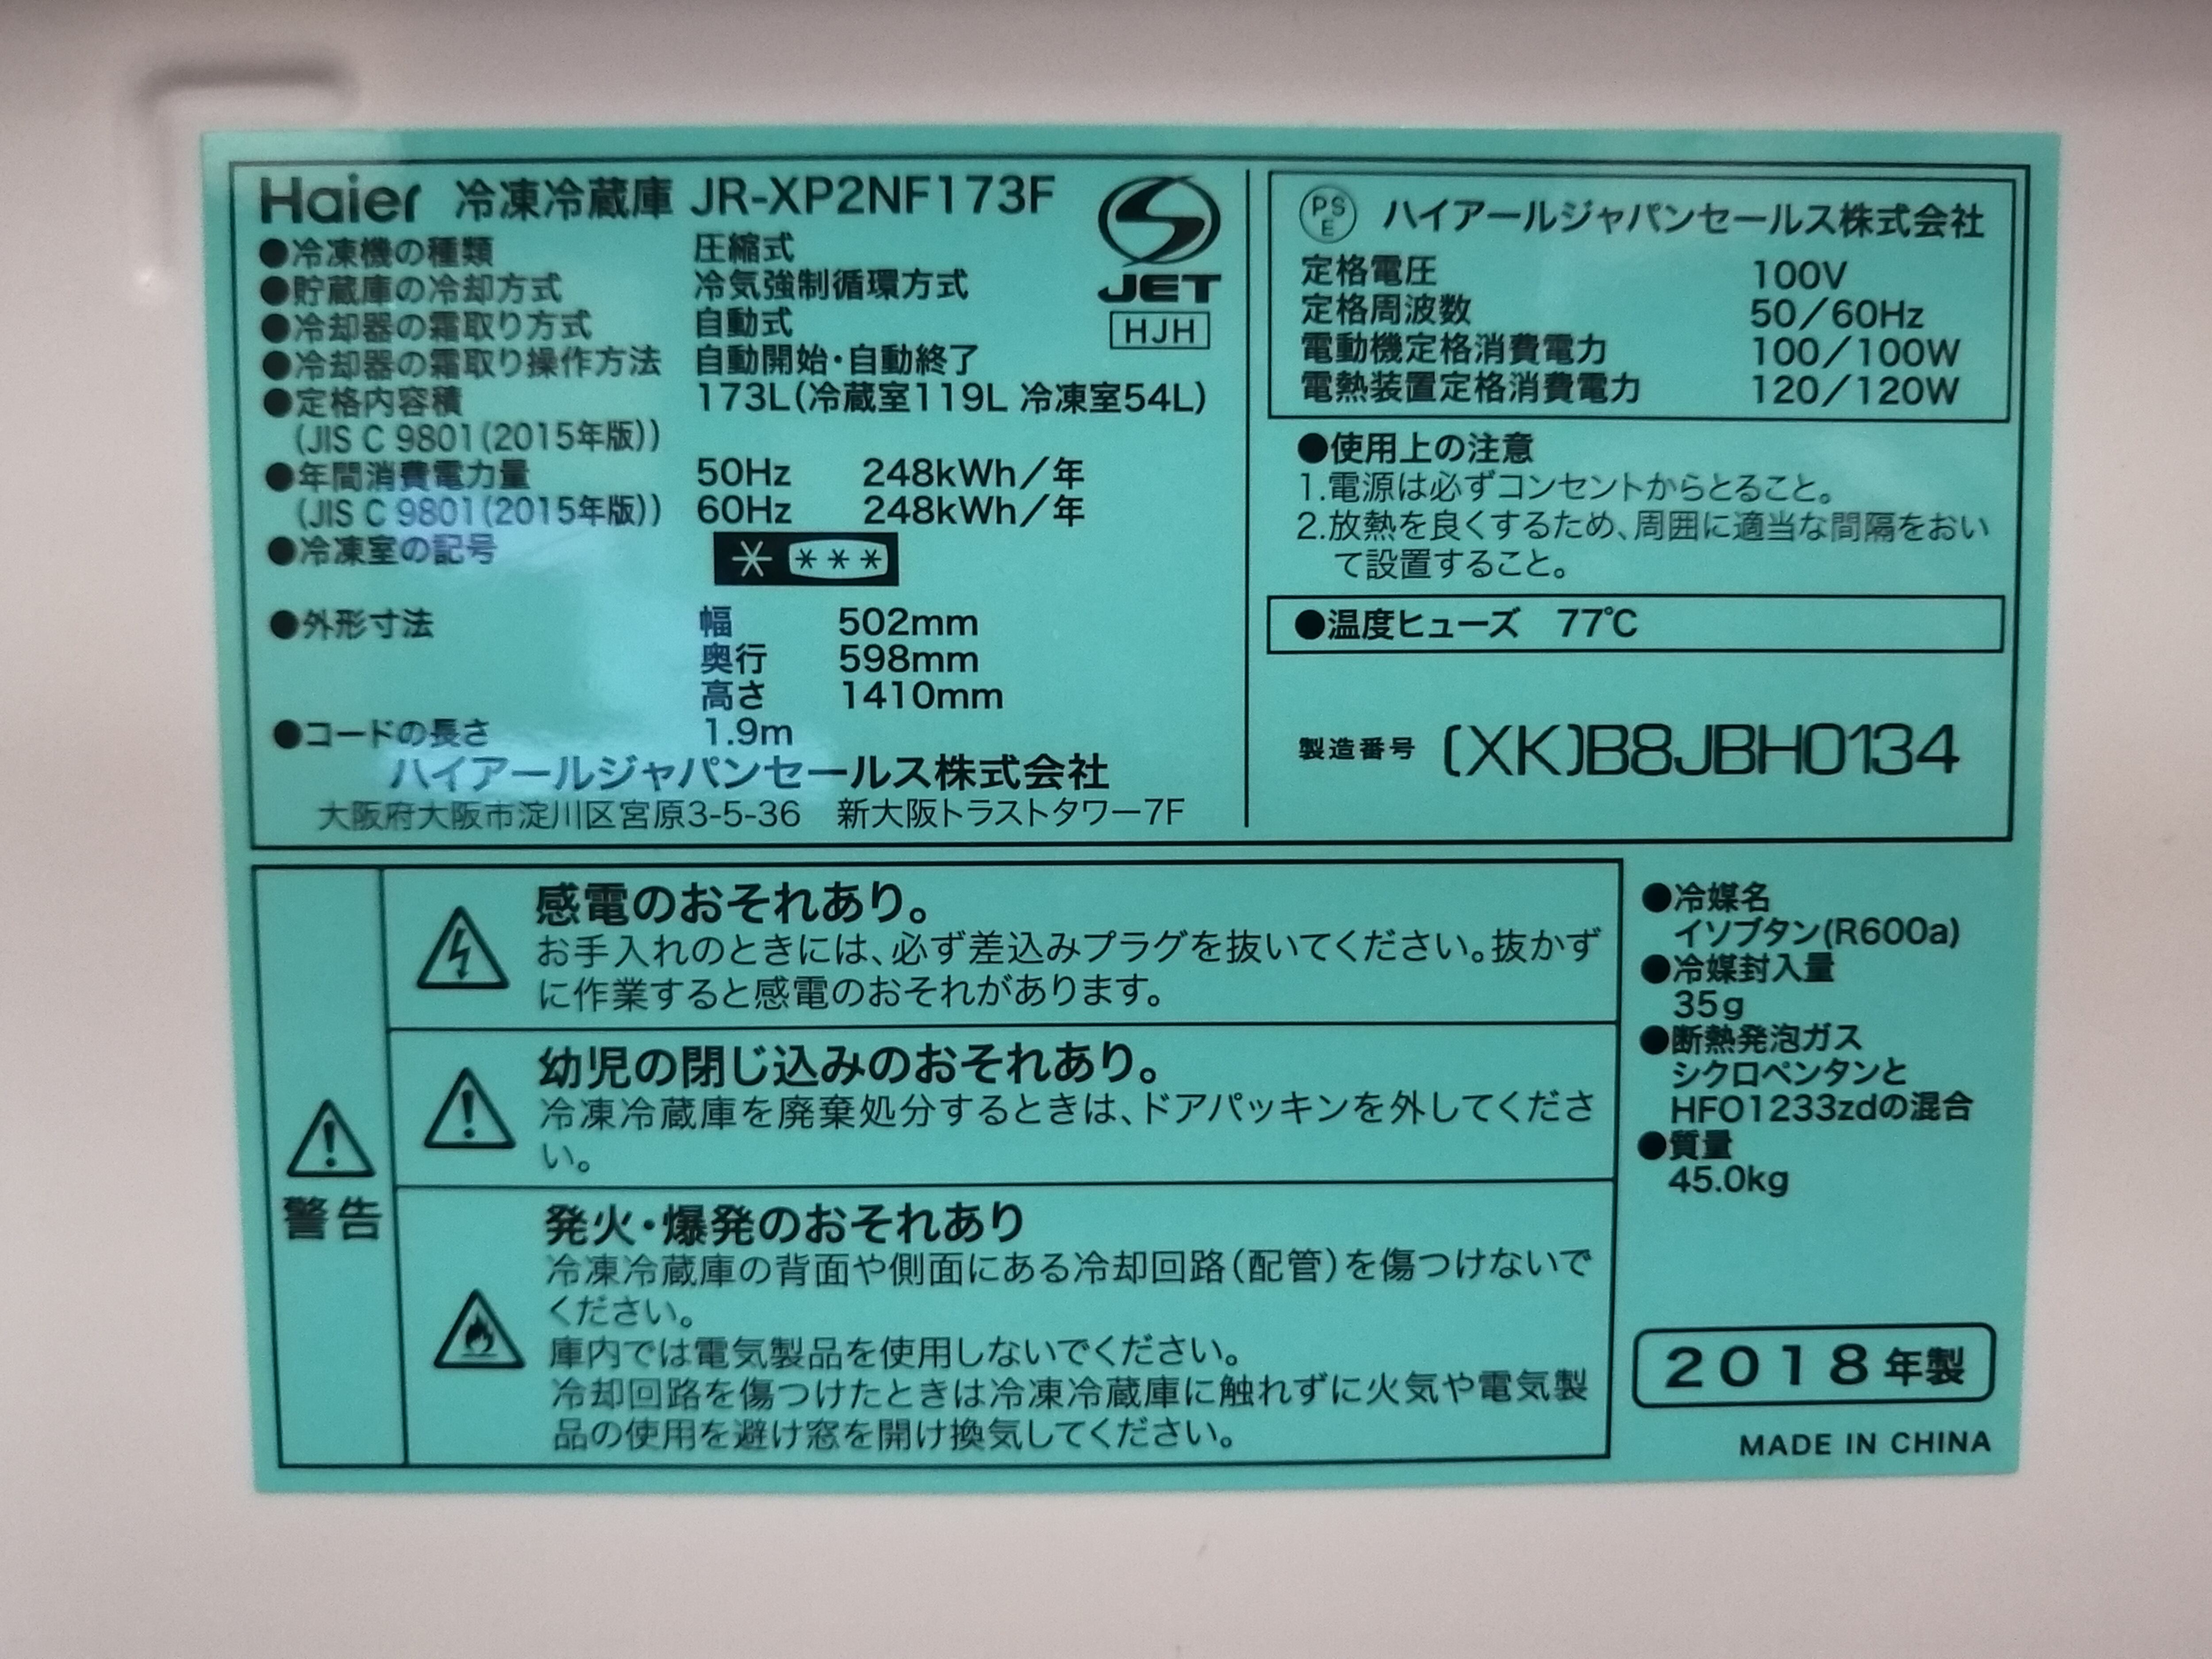 Haier 冷凍冷蔵庫 JR-XP2NF173F
●冷凍機の種類 圧縮式
●貯蔵庫の冷却方式 冷気強制循環方式
●冷却器の霜取り方式 自動式
●冷却器の霜取り操作方法 自動開始・自動終了
●定格内容積 173L(冷蔵室119L 冷凍室54L)
(JIS C 9801(2015年版))
●年間消費電力量 50Hz 248kWh/年
(JIS C 9801(2015年版)) 60Hz 248kWh/年
●冷凍室の記号 * ***
●外形寸法 幅 502mm
奥行 598mm
高さ 1410mm
●コードの長さ 1.9m
ハイアールジャパンセールス株式会社
大阪府大阪市淀川区宮原3-5-36 新大阪トラストタワー7F
JET
HJH
PS
E
ハイアールジャパンセールス株式会社
定格電圧 100V
定格周波数 50/60Hz
電動機定格消費電力 100/100W
電熱装置定格消費電力 120/120W
●使用上の注意
1.電源は必ずコンセントからとること。
2.放熱を良くするため、周囲に適当な間隔をおい
て設置すること。
●温度ヒューズ 77℃
製造番号 (XK)B8JBH0134
警告
感電のおそれあり。
お手入れのときには、必ず差込みプラグを抜いてください。抜かず
に作業すると感電のおそれがあります。
幼児の閉じ込みのおそれあり。
冷凍冷蔵庫を廃棄処分するときは、ドアパッキンを外してくださ
い。
発火・爆発のおそれあり
冷凍冷蔵庫の背面や側面にある冷却回路(配管)を傷つけないで
ください。
庫内では電気製品を使用しないでください。
冷却回路を傷つけたときは冷凍冷蔵庫に触れずに火気や電気製
品の使用を避け窓を開け換気してください。
●冷媒名
イソブタン(R600a)
●冷媒封入量
35g
●断熱発泡ガス
シクロペンタンと
HFO1233zdの混合
●質量
45.0kg
2018年製
MADE IN CHINA